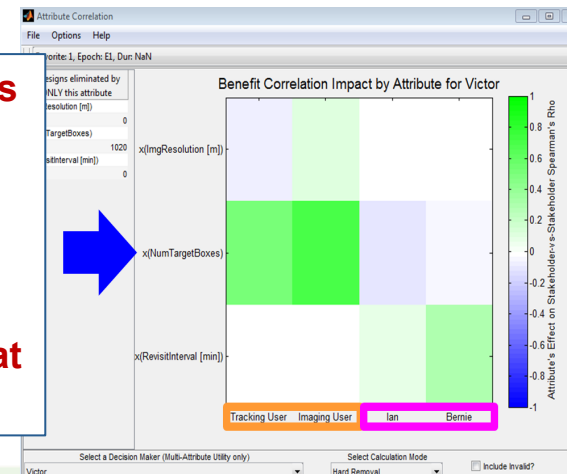 Attribute Correlation
File Options Help
vorite: 1, Epoch: E1, Dur: NaN
s
at
esigns eliminated by
ONLY this attribute
esolution [m])
0
TargetBoxes)
1020
sitInterval [min])
0
Benefit Correlation Impact by Attribute for Victor
x(ImgResolution [m])
x(NumTargetBoxes)
x(RevisitInterval [min])
Tracking User Imaging User Ian Bernie
1
0.8
0.6
0.4
0.2
0
-0.2
-0.4
-0.6
-0.8
-1
Attribute's Effect on Stakeholder-vs-Stakeholder Spearman's Rho
Select a Decision Maker (Multi-Attribute Utility only)
Victor
Select Calculation Mode
Hard Removal
Include Invalid?